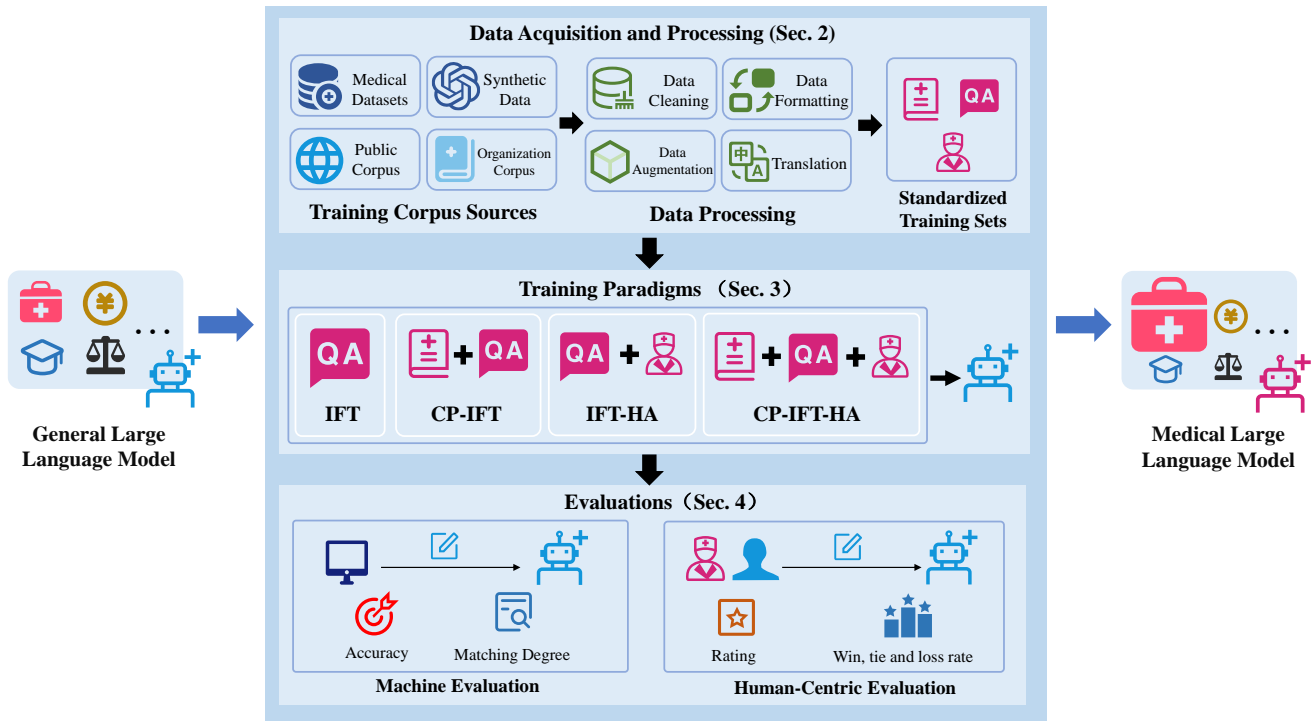 Data Acquisition and Processing (Sec. 2)
Medical
Datasets
Synthetic
Data
Public
Corpus
Organization
Corpus
Training Corpus Sources
Data
Cleaning
Data
Formatting
Data
Augmentation
中
A
Translation
Data Processing
QA
Standardized
Training Sets
General Large
Language Model
Training Paradigms （Sec. 3）
QA
IFT
QA
CP-IFT
QA
IFT-HA
QA
CP-IFT-HA
Medical Large
Language Model
Evaluations（Sec. 4）
Accuracy
Matching Degree
Machine Evaluation
Rating
Win, tie and loss rate
Human-Centric Evaluation
¥
...
¥
...